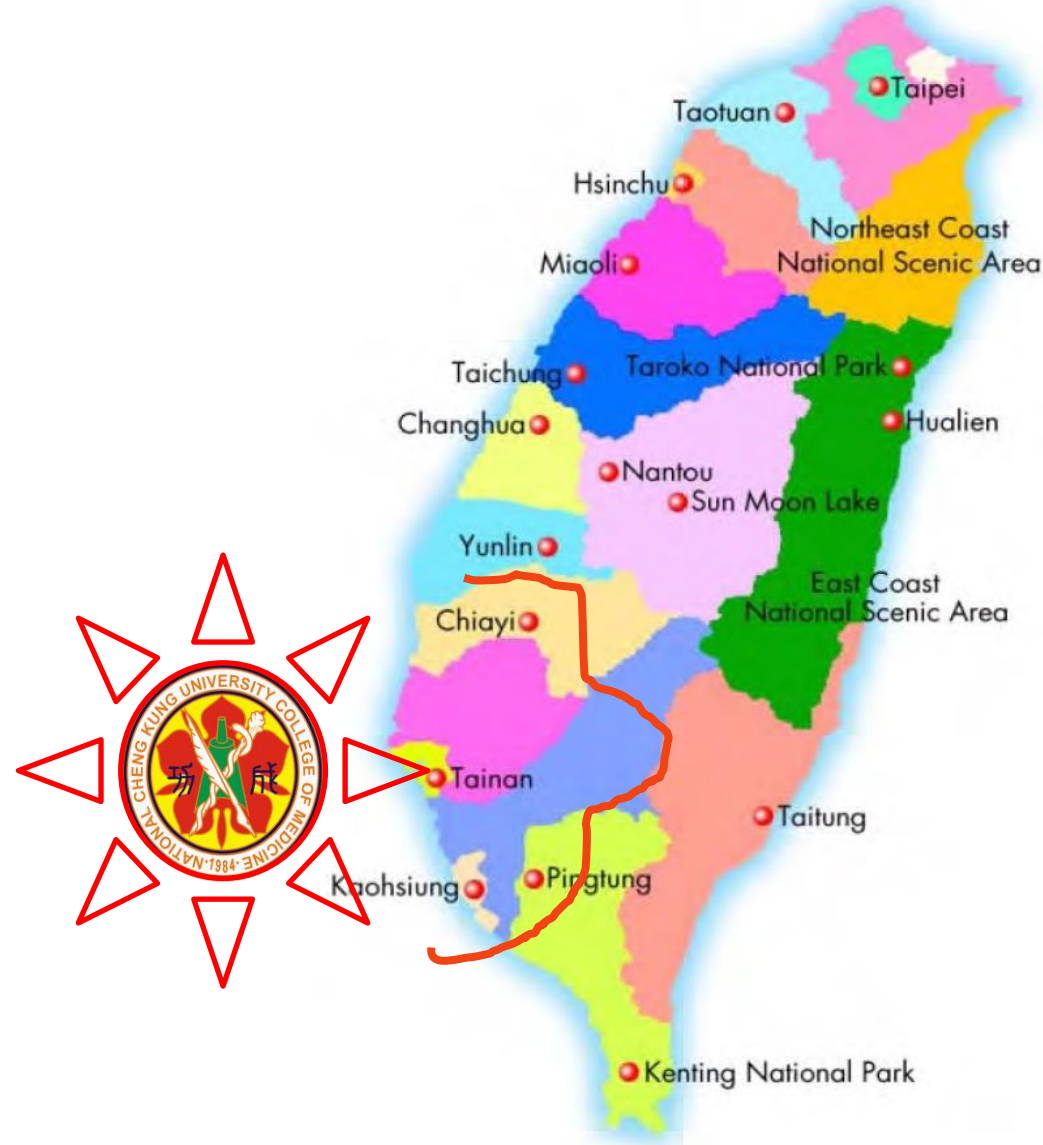 Taipei
Taotuan
Hsinchu
Northeast Coast
National Scenic Area
Miaoli
Taroko National Park
Taichung
Changhua
Hualien
Nantou
Sun Moon Lake
Yunlin
East Coast
National Scenic Area
Chiayi
NATIONAL CHENG KUNG UNIVERSITY COLLEGE OF MEDICINE
·1984·
Tainan
Taitung
Kaohsiung
Pingtung
Kenting National Park